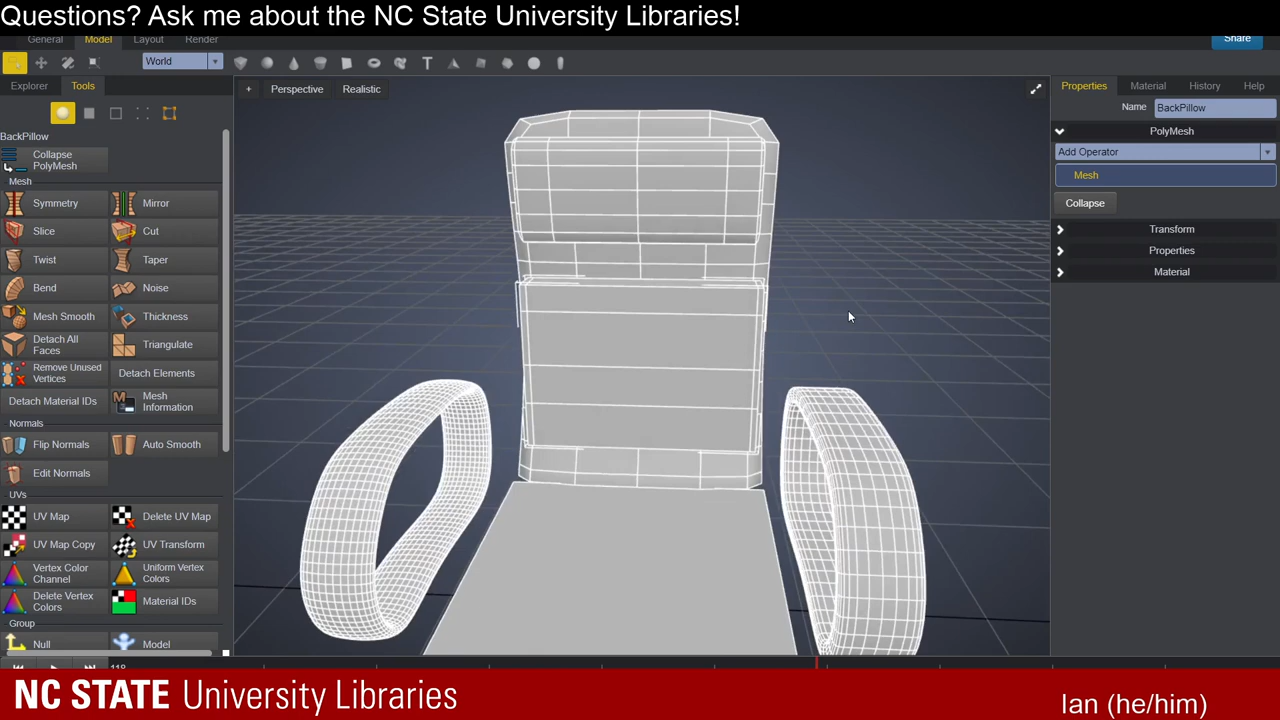 Questions? Ask me about the NC State University Libraries!
General Model Layout Render
Share
World
Explorer Tools
Perspective Realistic
Properties Material History Help
Name BackPillow
BackPillow
PolyMesh
Collapse PolyMesh
Add Operator
Mesh
Mesh
Symmetry Mirror
Collapse
Slice Cut
Transform
Twist Taper
Properties
Bend Noise
Material
Mesh Smooth Thickness
Detach All Faces Triangulate
Remove Unused Vertices Detach Elements
Detach Material IDs Mesh Information
Normals
Flip Normals Auto Smooth
Edit Normals
UVs
UV Map Delete UV Map
UV Map Copy UV Transform
Vertex Color Channel Uniform Vertex Colors
Delete Vertex Colors Material IDs
Group
Null Model
118
NC STATE University Libraries
Ian (he/him)